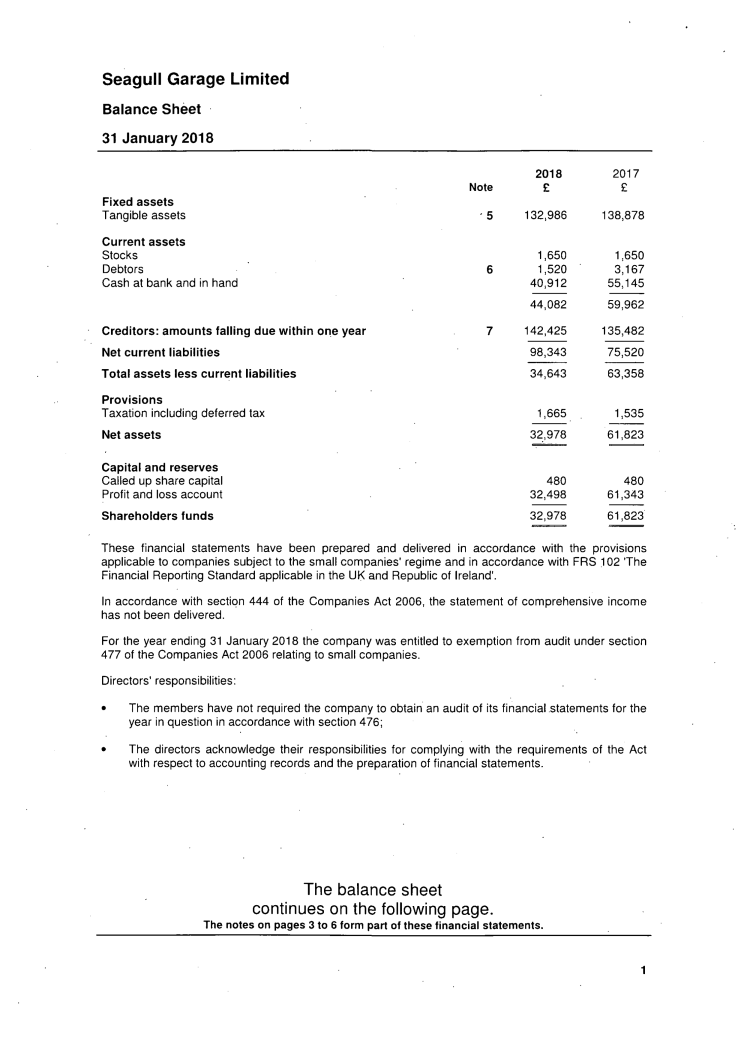 Seagull Garage Limited
Balance Sheet
31 January 2018
2018 2017
Note £ £
Fixed assets
Tangible assets 5 132,986 138,878
Current assets
Stocks 1,650 1,650
Debtors 6 1,520 3,167
Cash at bank and in hand 40,912 55,145
44,082 59,962
Creditors: amounts falling due within one year 7 142,425 135,482
Net current liabilities 98,343 75,520
Total assets less current liabilities 34,643 63,358
Provisions
Taxation including deferred tax 1,665 1,535
Net assets 32,978 61,823
Capital and reserves
Called up share capital 480 480
Profit and loss account 32,498 61,343
Shareholders funds 32,978 61,823
These financial statements have been prepared and delivered in accordance with the provisions
applicable to companies subject to the small companies' regime and in accordance with FRS 102 'The
Financial Reporting Standard applicable in the UK and Republic of Ireland'.
In accordance with section 444 of the Companies Act 2006, the statement of comprehensive income
has not been delivered.
For the year ending 31 January 2018 the company was entitled to exemption from audit under section
477 of the Companies Act 2006 relating to small companies.
Directors' responsibilities:
• The members have not required the company to obtain an audit of its financial statements for the
year in question in accordance with section 476;
• The directors acknowledge their responsibilities for complying with the requirements of the Act
with respect to accounting records and the preparation of financial statements.
The balance sheet
continues on the following page.
The notes on pages 3 to 6 form part of these financial statements.
1